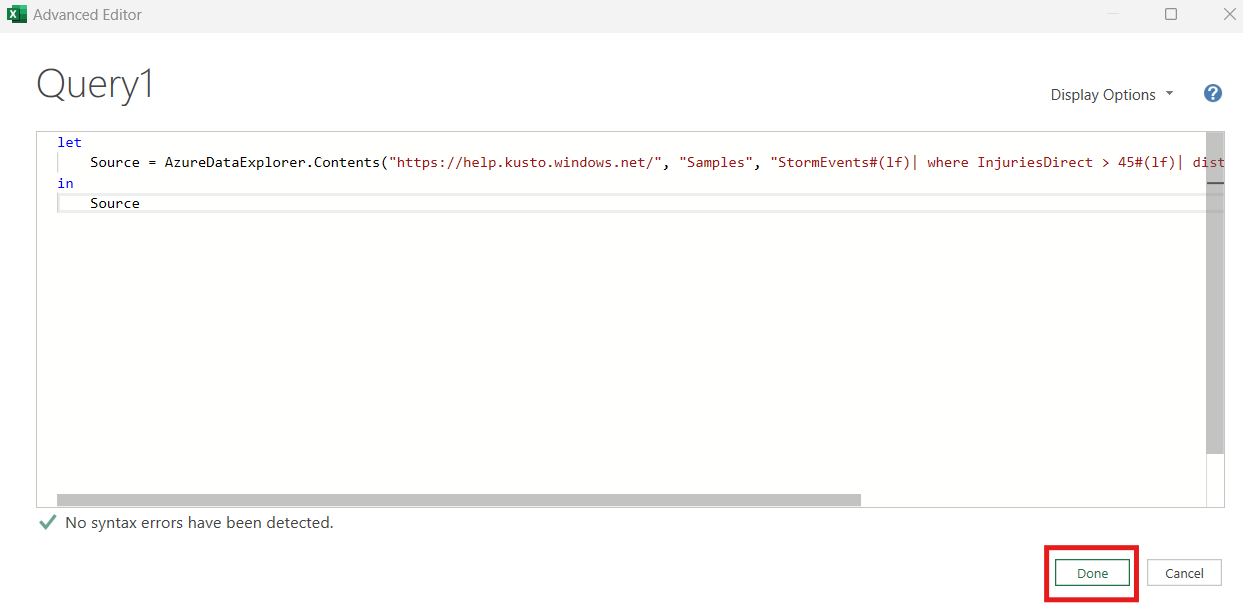 Advanced Editor
Query1
Display Options
let
    Source = AzureDataExplorer.Contents("https://help.kusto.windows.net/", "Samples", "StormEvents#(lf)| where InjuriesDirect > 45#(lf)| dist
in
    Source
No syntax errors have been detected.
Done
Cancel